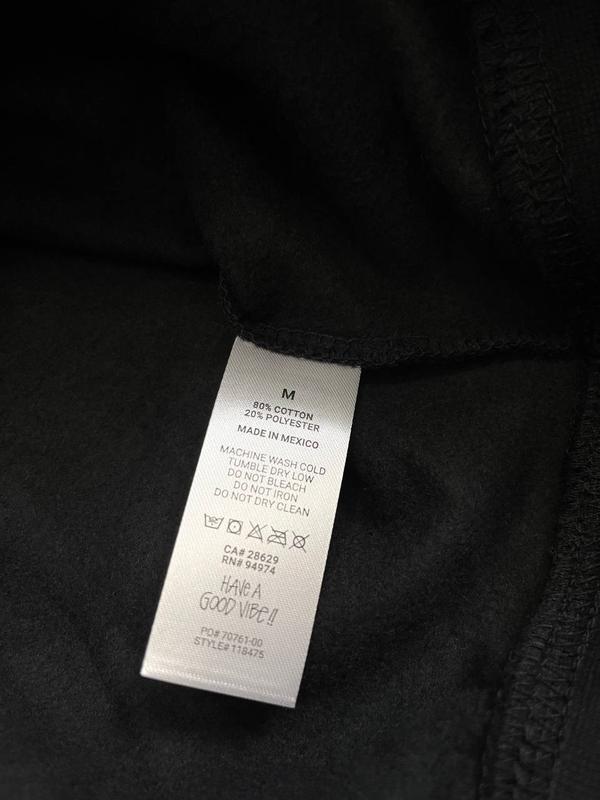 M
80% COTTON
20% POLYESTER
MADE IN MEXICO
MACHINE WASH COLD
TUMBLE DRY LOW
DO NOT BLEACH
DO NOT IRON
DO NOT DRY CLEAN
CA# 28629
RN# 94974
HAVE A
GOOD VIBE!!
PO# 70761-00
STYLE# 118475